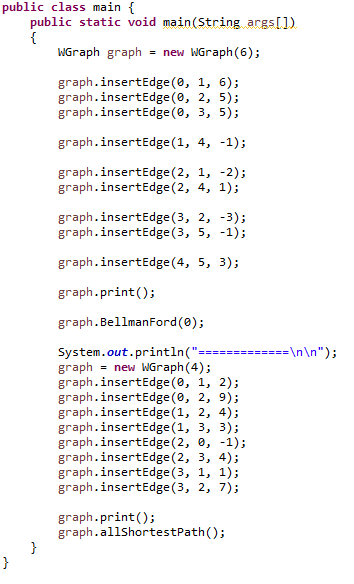 public class main {
public static void main(String args[])
{
WGraph graph = new WGraph(6);
graph.insertEdge(0, 1, 6);
graph.insertEdge(0, 2, 5);
graph.insertEdge(0, 3, 5);
graph.insertEdge(1, 4, -1);
graph.insertEdge(2, 1, -2);
graph.insertEdge(2, 4, 1);
graph.insertEdge(3, 2, -3);
graph.insertEdge(3, 5, -1);
graph.insertEdge(4, 5, 3);
graph.print();
graph.BellmanFord(0);
System.out.println("=============\n\n");
graph = new WGraph(4);
graph.insertEdge(0, 1, 2);
graph.insertEdge(0, 2, 9);
graph.insertEdge(1, 2, 4);
graph.insertEdge(1, 3, 3);
graph.insertEdge(2, 0, -1);
graph.insertEdge(2, 3, 4);
graph.insertEdge(3, 1, 1);
graph.insertEdge(3, 2, 7);
graph.print();
graph.allShortestPath();
}
}